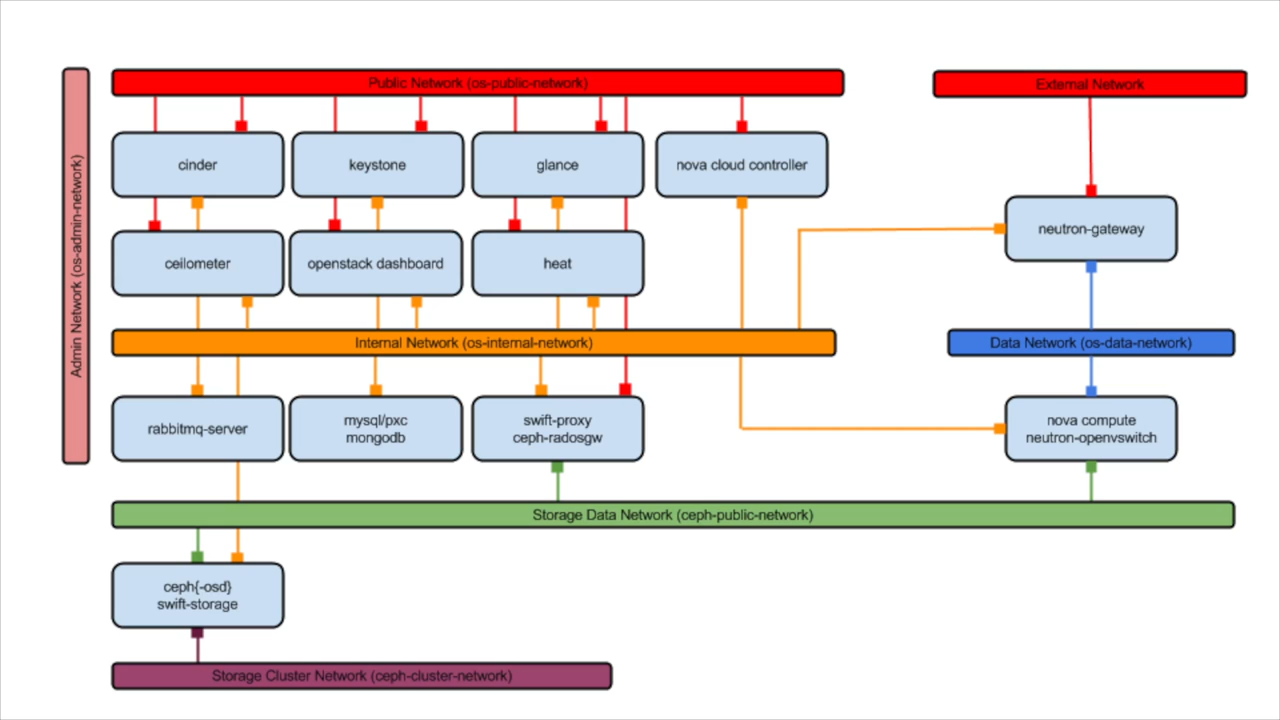 Public Network (os-public-network)
External Network
Admin Network (os-admin-network)
cinder
keystone
glance
nova cloud controller
neutron-gateway
ceilometer
openstack dashboard
heat
Internal Network (os-internal-network)
Data Network (os-data-network)
rabbitmq-server
mysql/pxc
mongodb
swift-proxy
ceph-radosgw
nova compute
neutron-openvswitch
Storage Data Network (ceph-public-network)
ceph{-osd}
swift-storage
Storage Cluster Network (ceph-cluster-network)